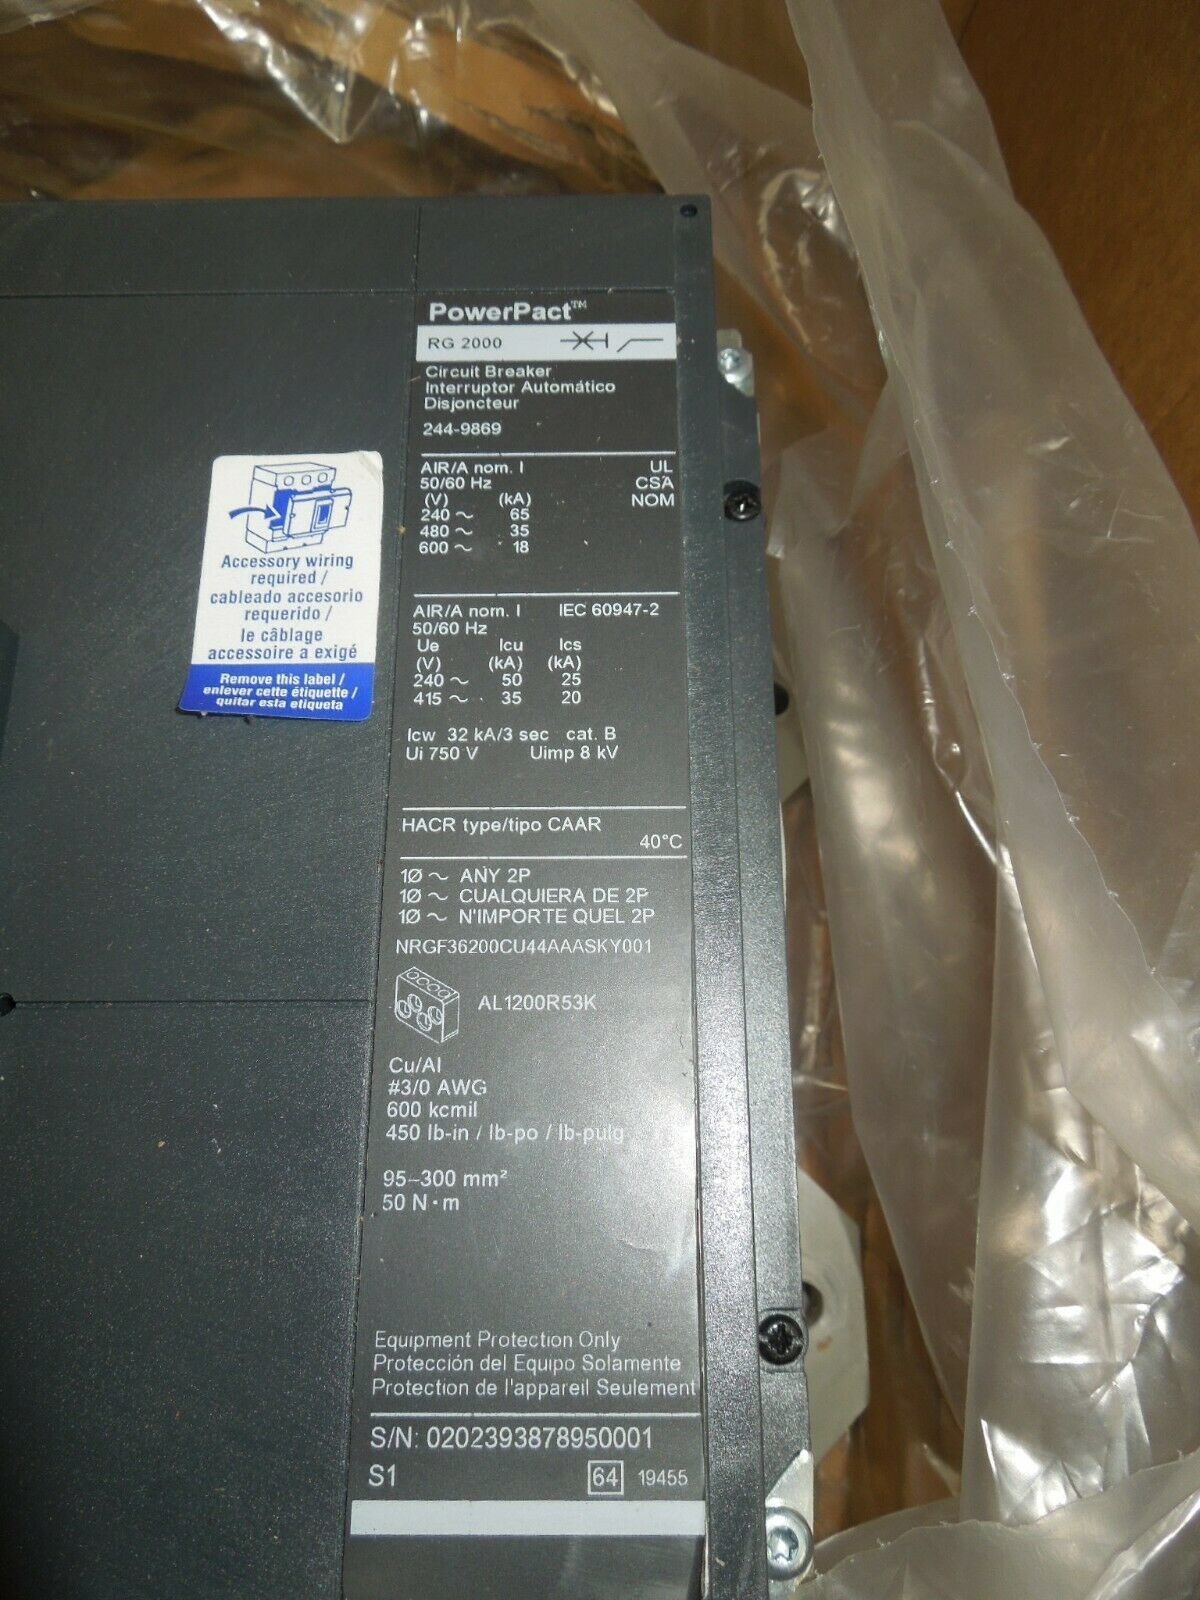 PowerPact™
RG 2000
Circuit Breaker
Interruptor Automático
Disjoncteur
244-9869
AIR/A nom. I UL
50/60 Hz CSA
(V) (kA) NOM
240 ~ 65
480 ~ 35
600 ~ 18
AIR/A nom. I IEC 60947-2
50/60 Hz
Ue Icu Ics
(V) (kA) (kA)
240 ~ 50 25
415 ~ 35 20
Icw 32 kA/3 sec cat. B
Ui 750 V Uimp 8 kV
HACR type/tipo CAAR
40°C
1Ø ~ ANY 2P
1Ø ~ CUALQUIERA DE 2P
1Ø ~ N'IMPORTE QUEL 2P
NRGF36200CU44AAASKY001
AL1200R53K
Cu/Al
#3/0 AWG
600 kcmil
450 lb-in / lb-po / lb-pulg
95–300 mm²
50 N·m
Equipment Protection Only
Protección del Equipo Solamente
Protection de l'appareil Seulement
S/N: 0202393878950001
S1 64 19455
Accessory wiring
required /
cableado accesorio
requerido /
le câblage
accessoire a exigé
Remove this label /
enlever cette étiquette /
quitar esta etiqueta